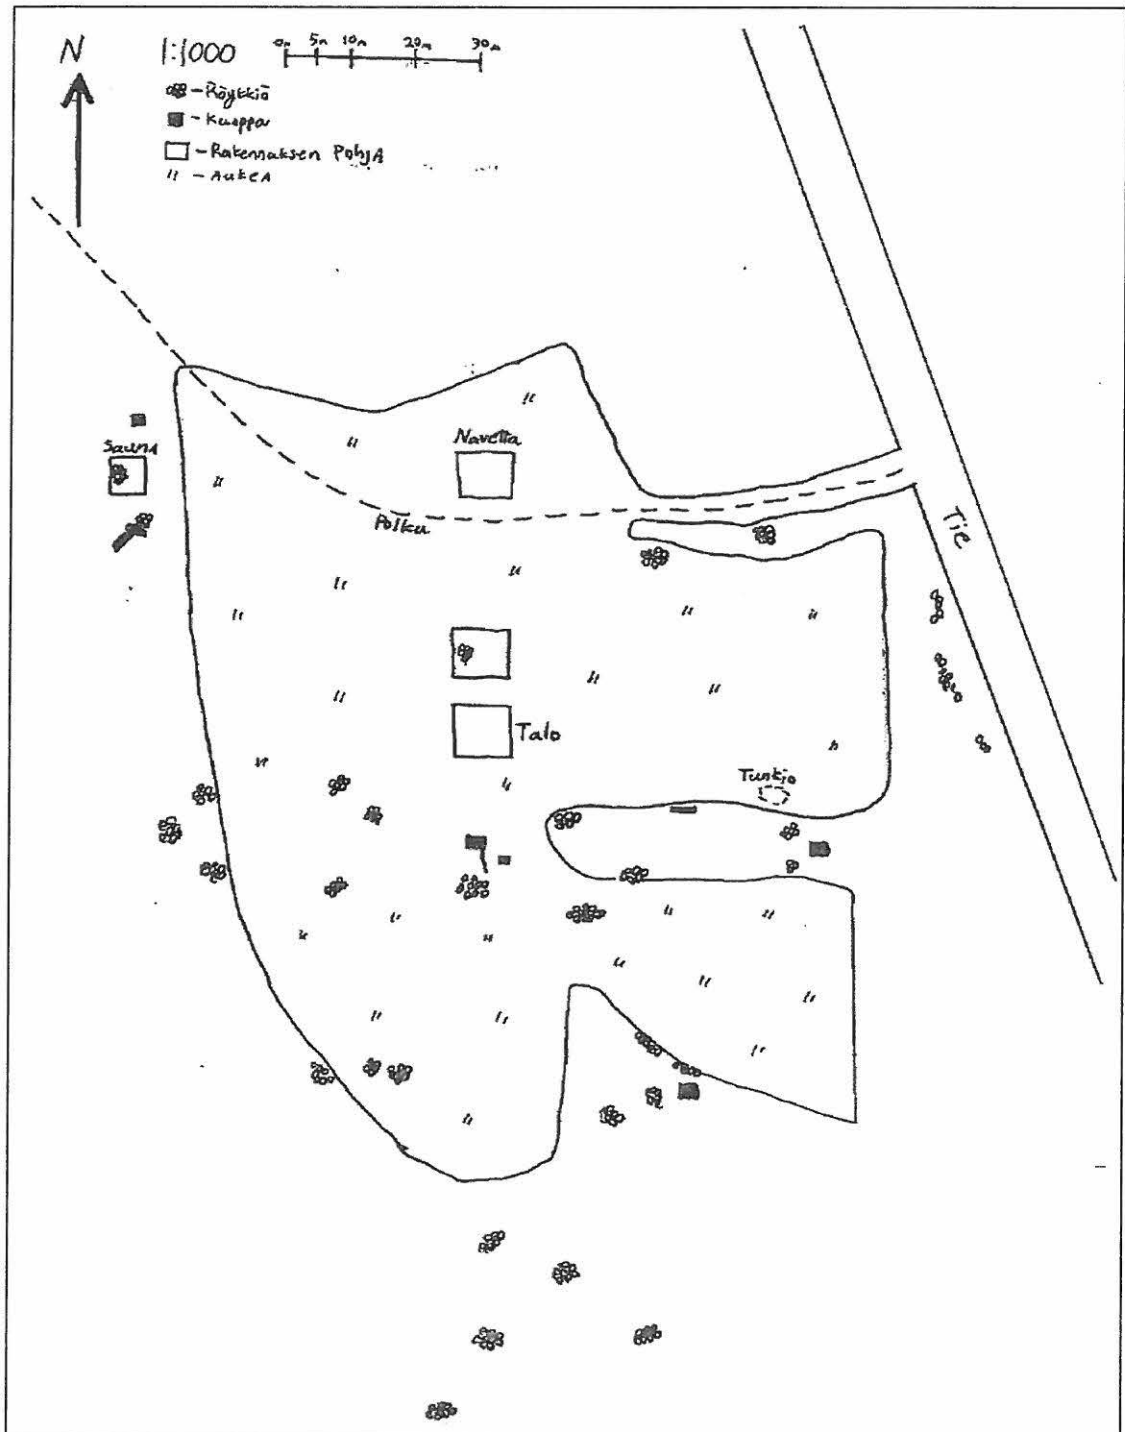 N
1:1000
0m 5m 10m 20m 30m
- Röykkiö
- Kuoppa
- Rakennuksen Pohja
- Aukea
Sauna
Navetta
Polku
Tie
Talo
Tunkio